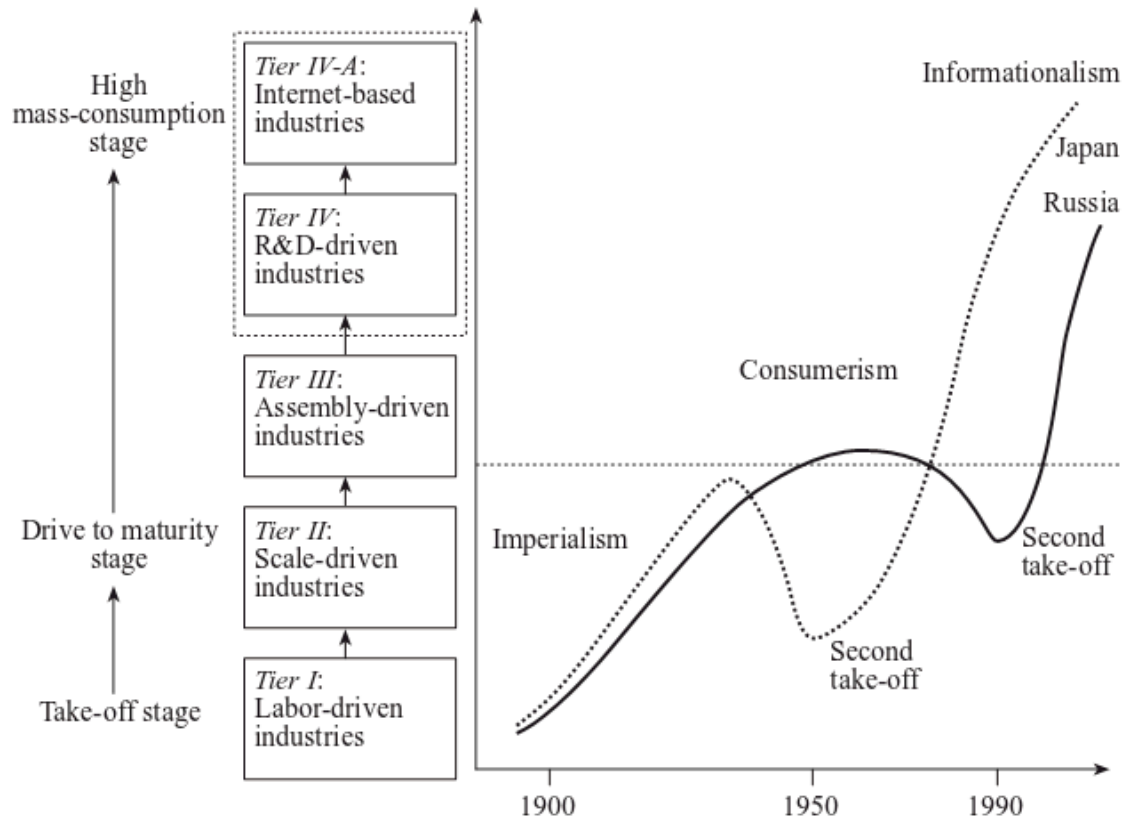 High
mass-consumption
stage
Drive to maturity
stage
Take-off stage
Tier IV-A:
Internet-based
industries
Tier IV:
R&D-driven
industries
Tier III:
Assembly-driven
industries
Tier II:
Scale-driven
industries
Tier I:
Labor-driven
industries
Informationalism
Japan
Russia
Consumerism
Imperialism
Second
take-off
Second
take-off
1900
1950
1990